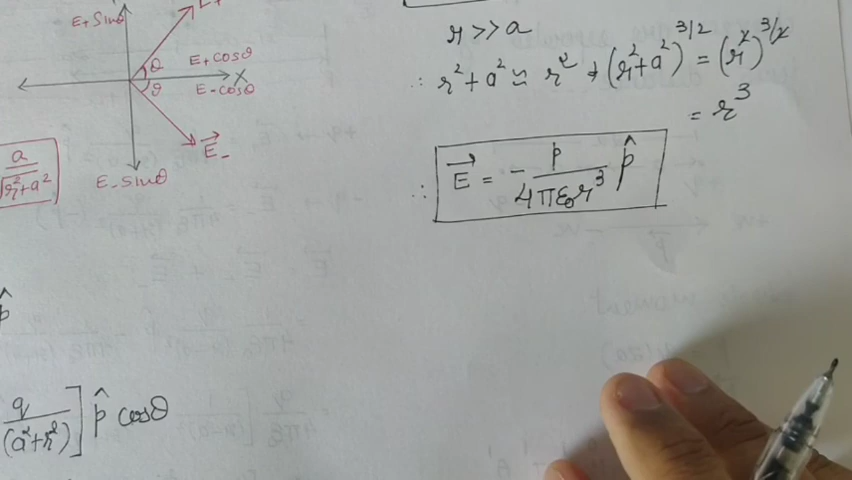 E+ sinθ
E+
θ
E+ cosθ
X
θ
E- cosθ
E-
E- sinθ
a / √r²+a²
p̂
q / (a²+r²) ] p̂ cosθ
r >> a
∴ r²+a² ≃ r² → (r²+a²)^3/2 = (r²)^3/2
= r³
∴ E⃗ = - p / 4πε₀r³ p̂